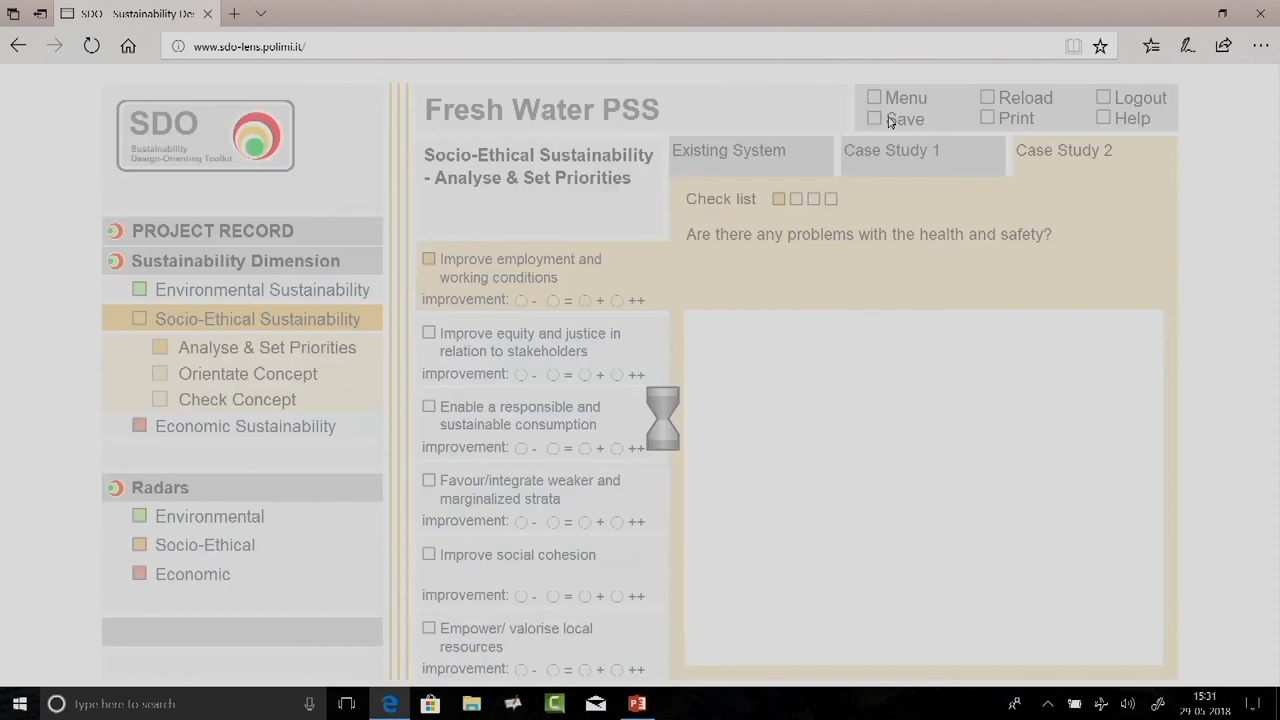 SDO - Sustainability De:
www.sdo-lens.polimi.it/
SDO
Sustainability
Design-Orienting Toolkit
Fresh Water PSS
Menu
Reload
Logout
Save
Print
Help
Socio-Ethical Sustainability
- Analyse & Set Priorities
Existing System
Case Study 1
Case Study 2
Check list
Are there any problems with the health and safety?
PROJECT RECORD
Sustainability Dimension
Environmental Sustainability
Socio-Ethical Sustainability
Analyse & Set Priorities
Orientate Concept
Check Concept
Economic Sustainability
Radars
Environmental
Socio-Ethical
Economic
Improve employment and
working conditions
improvement: - = + ++
Improve equity and justice in
relation to stakeholders
improvement: - = + ++
Enable a responsible and
sustainable consumption
improvement: - = + ++
Favour/integrate weaker and
marginalized strata
improvement: - = + ++
Improve social cohesion
improvement: - = + ++
Empower/ valorise local
resources
improvement: - = + ++
Type here to search
15:31
29-05-2018